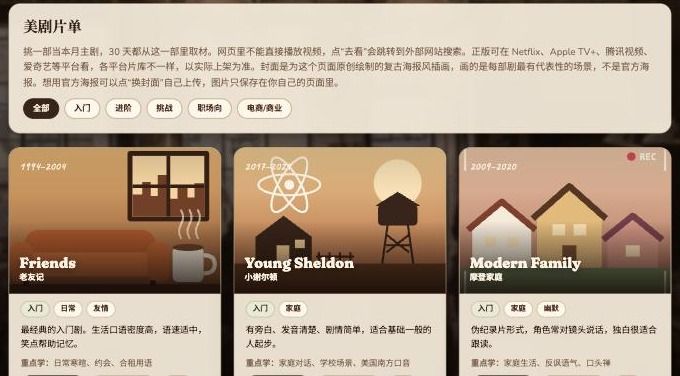 美剧片单
挑一部当本月主剧，30 天都从这一部里取材。网页里不能直接播放视频，点"去看"会跳转到外部网站搜索。正版可在 Netflix、Apple TV+、腾讯视频、
爱奇艺等平台看，各平台片库不一样，以实际上架为准。封面是为这个页面原创绘制的复古海报风插画，画的是每部剧最有代表性的场景，不是官方海
报。想用官方海报可以点"换封面"自己上传，图片只保存在你自己的页面里。
全部 入门 进阶 挑战 职场向 电商/商业
1994–2004
Friends
老友记
入门 日常 友情
最经典的入门剧。生活口语密度高，语速适中，
笑点帮助记忆。
重点学：日常寒暄、约会、合租用语
2017–2024
Young Sheldon
小谢尔顿
入门 家庭
有旁白、发音清楚、剧情简单，适合基础一般的
人起步。
重点学：家庭对话、学校场景、美国南方口音
2009–2020
REC
Modern Family
摩登家庭
入门 家庭 幽默
伪纪录片形式，角色常对镜头说话，独白很适合
跟读。
重点学：家庭生活、反讽语气、口头禅